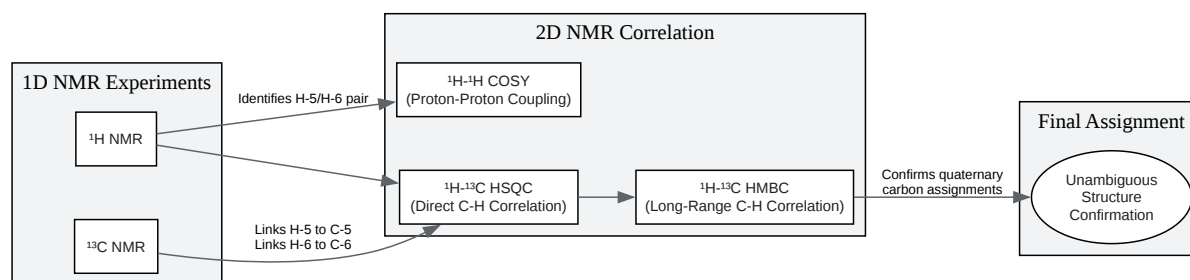 2D NMR Correlation
1D NMR Experiments
¹H-¹H COSY
(Proton-Proton Coupling)
Identifies H-5/H-6 pair
¹H NMR
Final Assignment
¹H-¹³C HSQC
(Direct C-H Correlation)
¹H-¹³C HMBC
(Long-Range C-H Correlation)
Confirms quaternary
carbon assignments
Unambiguous
Structure
Confirmation
Links H-5 to C-5
Links H-6 to C-6
¹³C NMR